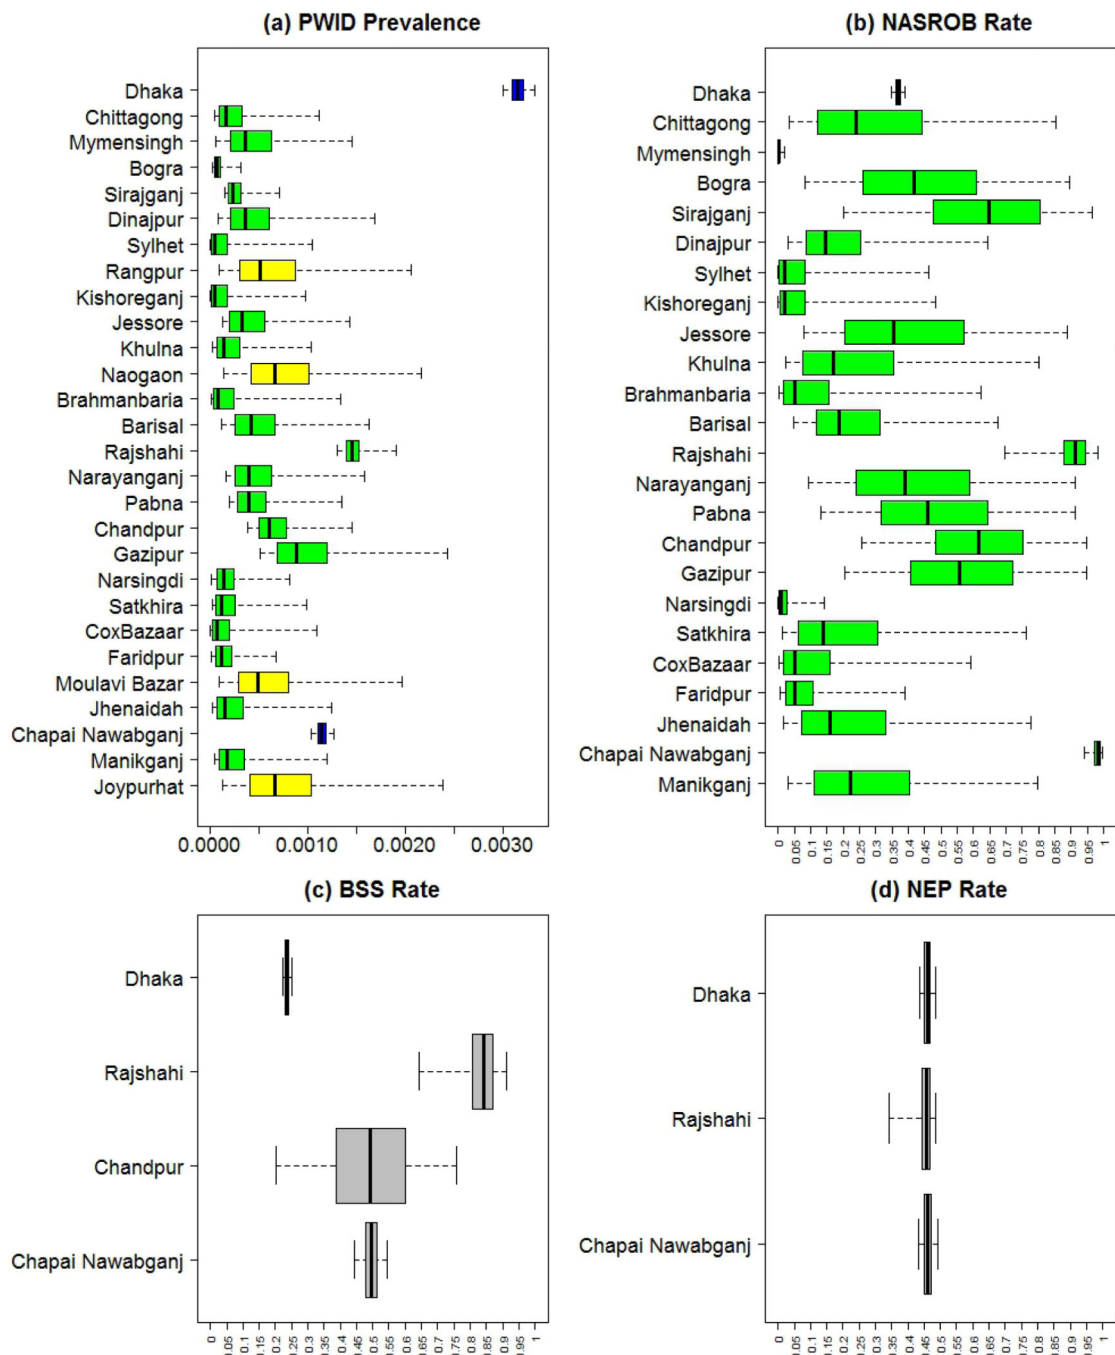 (a) PWID Prevalence
Dhaka
Chittagong
Mymensingh
Bogra
Sirajganj
Dinajpur
Sylhet
Rangpur
Kishoreganj
Jessore
Khulna
Naogaon
Brahmanbaria
Barisal
Rajshahi
Narayanganj
Pabna
Chandpur
Gazipur
Narsingdi
Satkhira
CoxBazaar
Faridpur
Moulavi Bazar
Jhenaidah
Chapai Nawabganj
Manikganj
Joypurhat
0.0000 0.0010 0.0020 0.0030
(b) NASROB Rate
Dhaka
Chittagong
Mymensingh
Bogra
Sirajganj
Dinajpur
Sylhet
Kishoreganj
Jessore
Khulna
Brahmanbaria
Barisal
Rajshahi
Narayanganj
Pabna
Chandpur
Gazipur
Narsingdi
Satkhira
CoxBazaar
Faridpur
Jhenaidah
Chapai Nawabganj
Manikganj
0 0.05 0.1 0.15 0.2 0.25 0.3 0.35 0.4 0.45 0.5 0.55 0.6 0.65 0.7 0.75 0.8 0.85 0.9 0.95 1
(c) BSS Rate
Dhaka
Rajshahi
Chandpur
Chapai Nawabganj
0 0.05 0.1 0.15 0.2 0.25 0.3 0.35 0.4 0.45 0.5 0.55 0.6 0.65 0.7 0.75 0.8 0.85 0.9 0.95 1
(d) NEP Rate
Dhaka
Rajshahi
Chapai Nawabganj
0 0.05 0.1 0.15 0.2 0.25 0.3 0.35 0.4 0.45 0.5 0.55 0.6 0.65 0.7 0.75 0.8 0.85 0.9 0.95 1